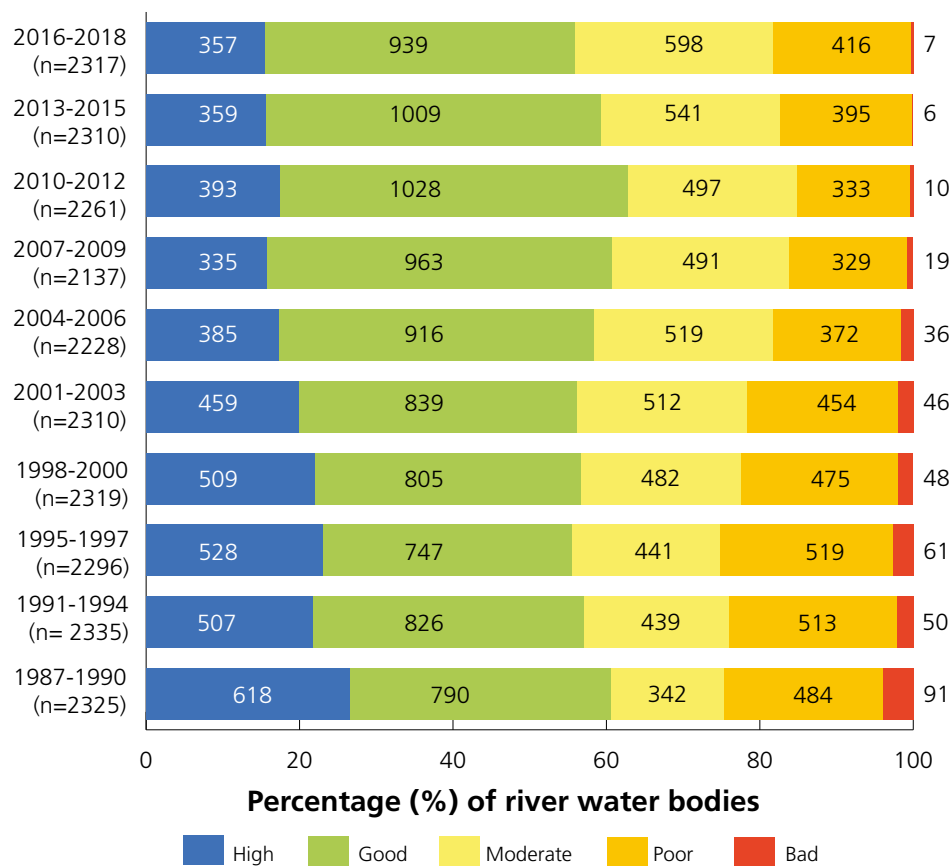 2016-2018
(n=2317)
357 939 598 416 7
2013-2015
(n=2310)
359 1009 541 395 6
2010-2012
(n=2261)
393 1028 497 333 10
2007-2009
(n=2137)
335 963 491 329 19
2004-2006
(n=2228)
385 916 519 372 36
2001-2003
(n=2310)
459 839 512 454 46
1998-2000
(n=2319)
509 805 482 475 48
1995-1997
(n=2296)
528 747 441 519 61
1991-1994
(n= 2335)
507 826 439 513 50
1987-1990
(n=2325)
618 790 342 484 91
0 20 40 60 80 100
Percentage (%) of river water bodies
High Good Moderate Poor Bad